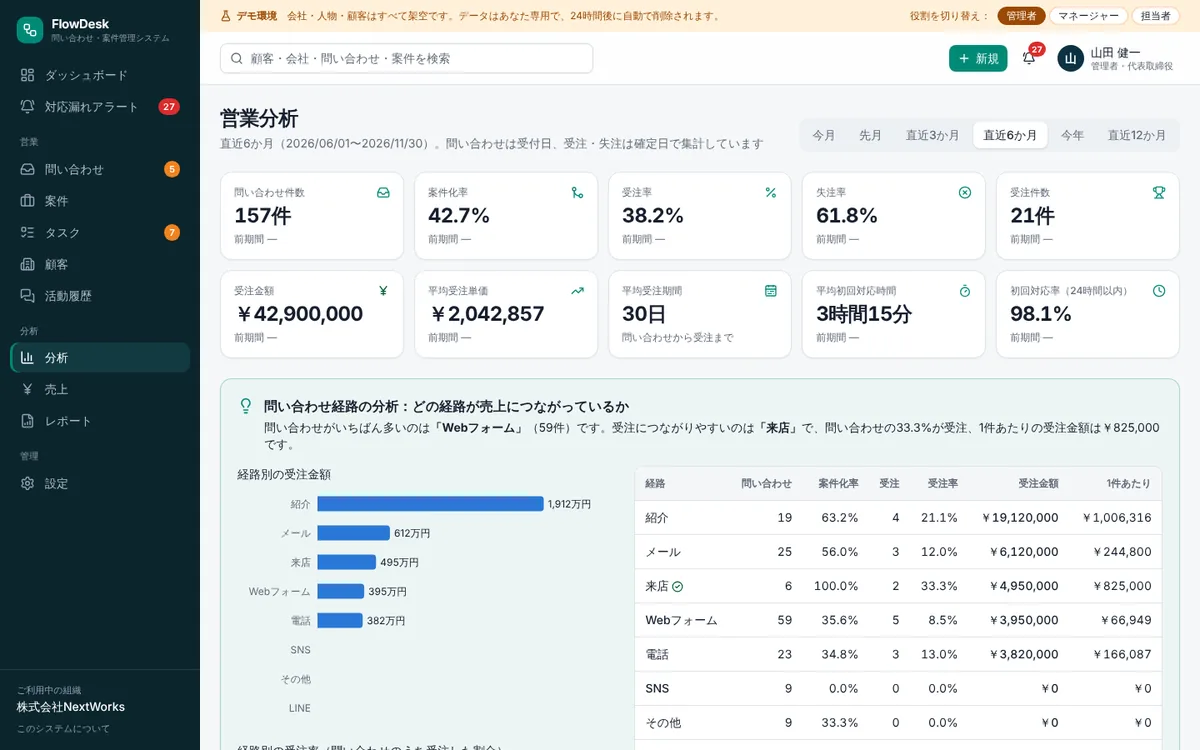 FlowDesk
問い合わせ・案件管理システム
ダッシュボード
対応漏れアラート 27
営業
問い合わせ 5
案件
タスク 7
顧客
活動履歴
分析
分析
売上
レポート
管理
設定
ご利用中の組織
株式会社NextWorks
このシステムについて
デモ環境 会社・人物・顧客はすべて架空です。データはあなた専用で、24時間後に自動で削除されます。
役割を切り替え： 管理者 マネージャー 担当者
顧客・会社・問い合わせ・案件を検索
＋ 新規
27
山 山田 健一
管理者・代表取締役
営業分析
直近6か月（2026/06/01〜2026/11/30）。問い合わせは受付日、受注・失注は確定日で集計しています
今月 先月 直近3か月 直近6か月 今年 直近12か月
問い合わせ件数
157件
前期間 —
案件化率
42.7%
前期間 —
受注率
38.2%
前期間 —
失注率
61.8%
前期間 —
受注件数
21件
前期間 —
受注金額
￥42,900,000
前期間 —
平均受注単価
￥2,042,857
前期間 —
平均受注期間
30日
問い合わせから受注まで
平均初回対応時間
3時間15分
前期間 —
初回対応率（24時間以内）
98.1%
前期間 —
問い合わせ経路の分析：どの経路が売上につながっているか
問い合わせがいちばん多いのは「Webフォーム」（59件）です。受注につながりやすいのは「来店」で、問い合わせの33.3%が受注、1件あたりの受注金額は￥825,000
です。
経路別の受注金額
紹介 1,912万円
メール 612万円
来店 495万円
Webフォーム 395万円
電話 382万円
SNS
その他
LINE
経路別の受注率（問い合わせのうち受注した割合）
経路 問い合わせ 案件化率 受注 受注率 受注金額 1件あたり
紹介 19 63.2% 4 21.1% ￥19,120,000 ￥1,006,316
メール 25 56.0% 3 12.0% ￥6,120,000 ￥244,800
来店 6 100.0% 2 33.3% ￥4,950,000 ￥825,000
Webフォーム 59 35.6% 5 8.5% ￥3,950,000 ￥66,949
電話 23 34.8% 3 13.0% ￥3,820,000 ￥166,087
SNS 9 0.0% 0 0.0% ￥0 ￥0
その他 9 33.3% 0 0.0% ￥0 ￥0